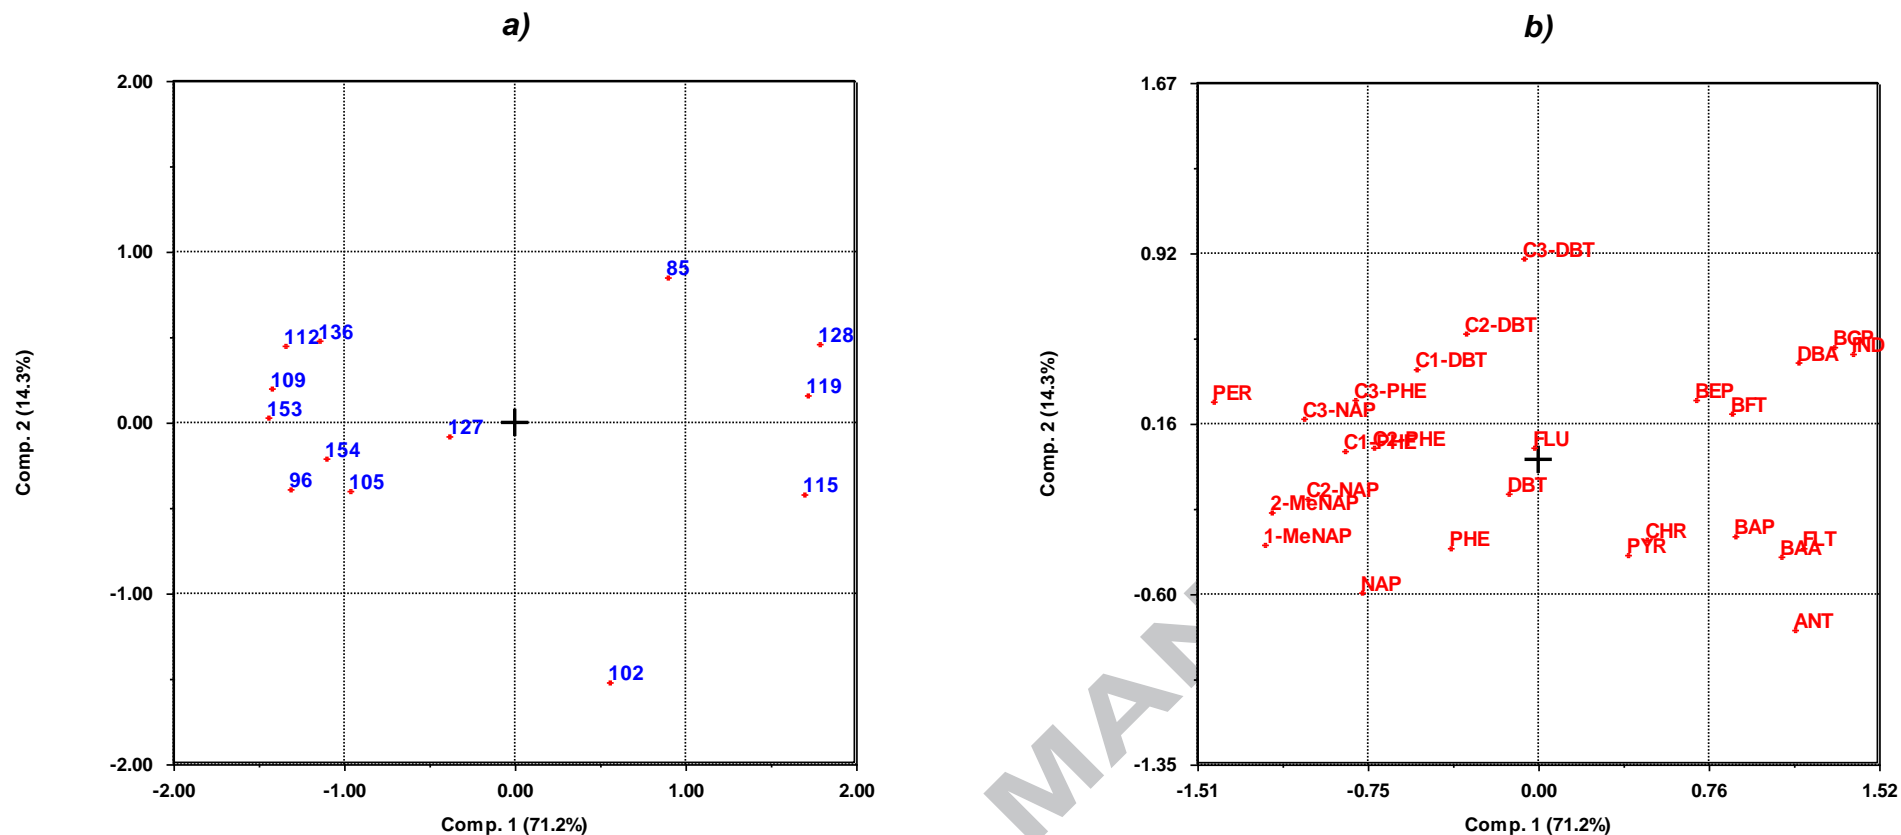 a)
2.00
1.00
0.00
-1.00
-2.00
-2.00
-1.00
0.00
1.00
2.00
Comp. 1 (71.2%)
Comp. 2 (14.3%)
85
128
112
136
119
109
153
127
154
96
105
115
102
b)
1.67
0.92
0.16
-0.60
-1.35
-1.51
-0.75
0.00
0.76
1.52
Comp. 1 (71.2%)
Comp. 2 (14.3%)
C3-DBT
C2-DBT
C1-DBT
BGP
IND
DBA
PER
C3-PHE
C3-NAP
BEP
BFT
C1-PHE
C2-PHE
FLU
C2-NAP
2-MeNAP
DBT
1-MeNAP
PHE
PYR
CHR
BAP
BAA
FLT
NAP
ANT